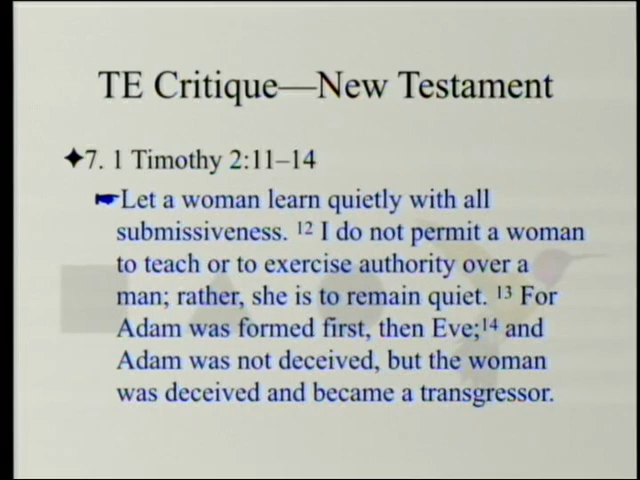 TE Critique—New Testament
7. 1 Timothy 2:11–14
Let a woman learn quietly with all
submissiveness. 12 I do not permit a woman
to teach or to exercise authority over a
man; rather, she is to remain quiet. 13 For
Adam was formed first, then Eve;14 and
Adam was not deceived, but the woman
was deceived and became a transgressor.